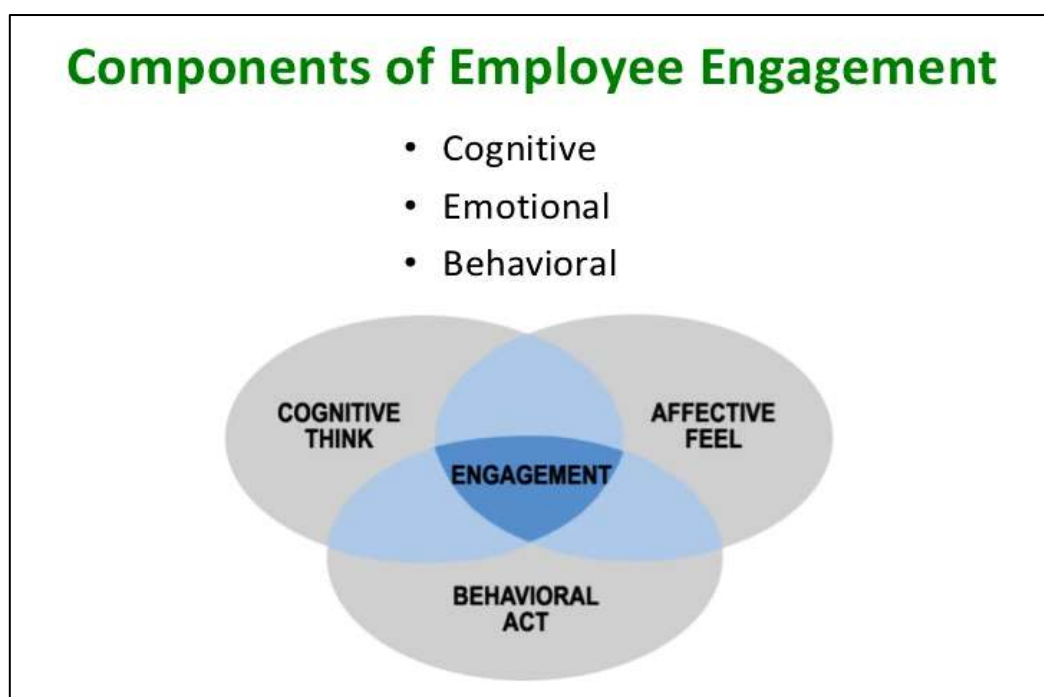 Components of Employee Engagement
• Cognitive
• Emotional
• Behavioral
COGNITIVE
THINK
AFFECTIVE
FEEL
ENGAGEMENT
BEHAVIORAL
ACT